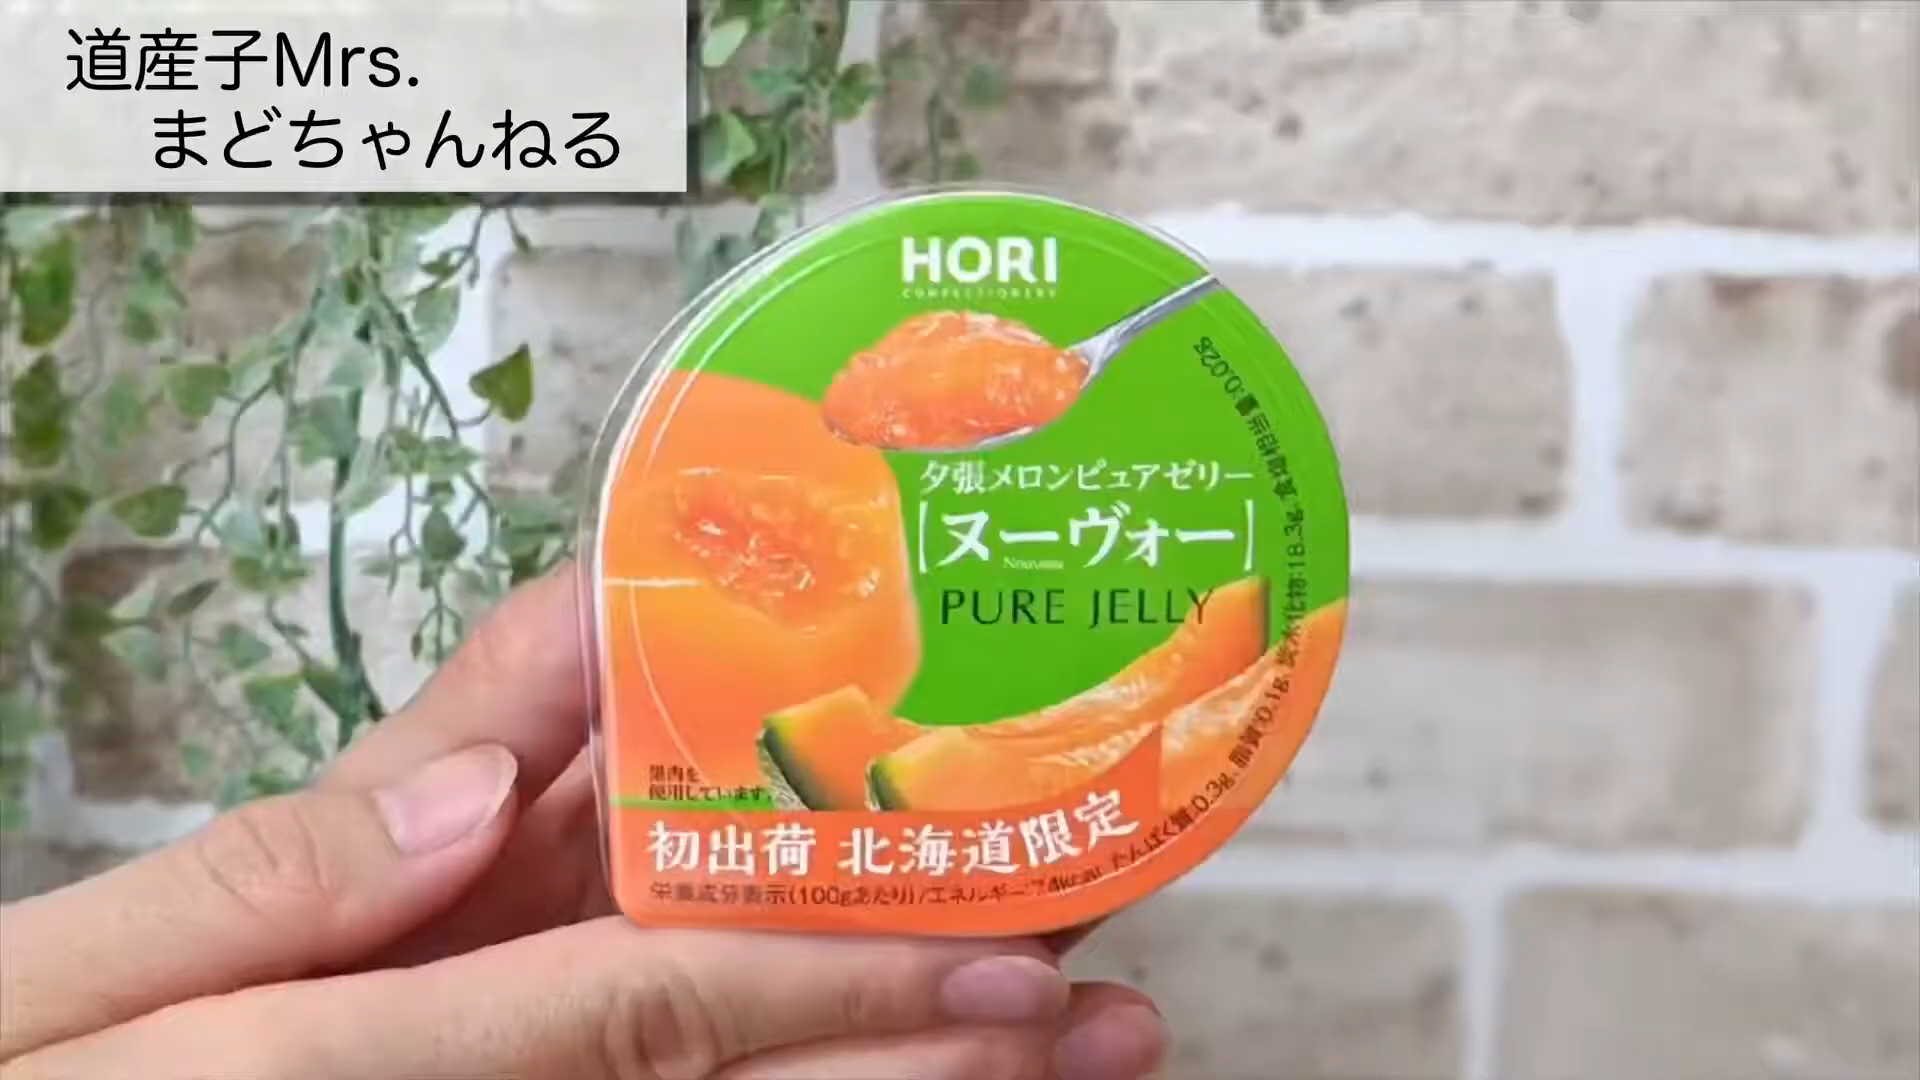 道産子Mrs.
まどちゃんねる
HORI
CONFECTIONERY
夕張メロンピュアゼリー
[ヌーヴォー]
Nouveau
PURE JELLY
果肉を
使用しています。
初出荷 北海道限定
栄養成分表示(100gあたり)/エネルギー:74kcal、たんぱく質:0.3g、脂質:0.1g、炭水化物:18.3g、食塩相当量:0.02g